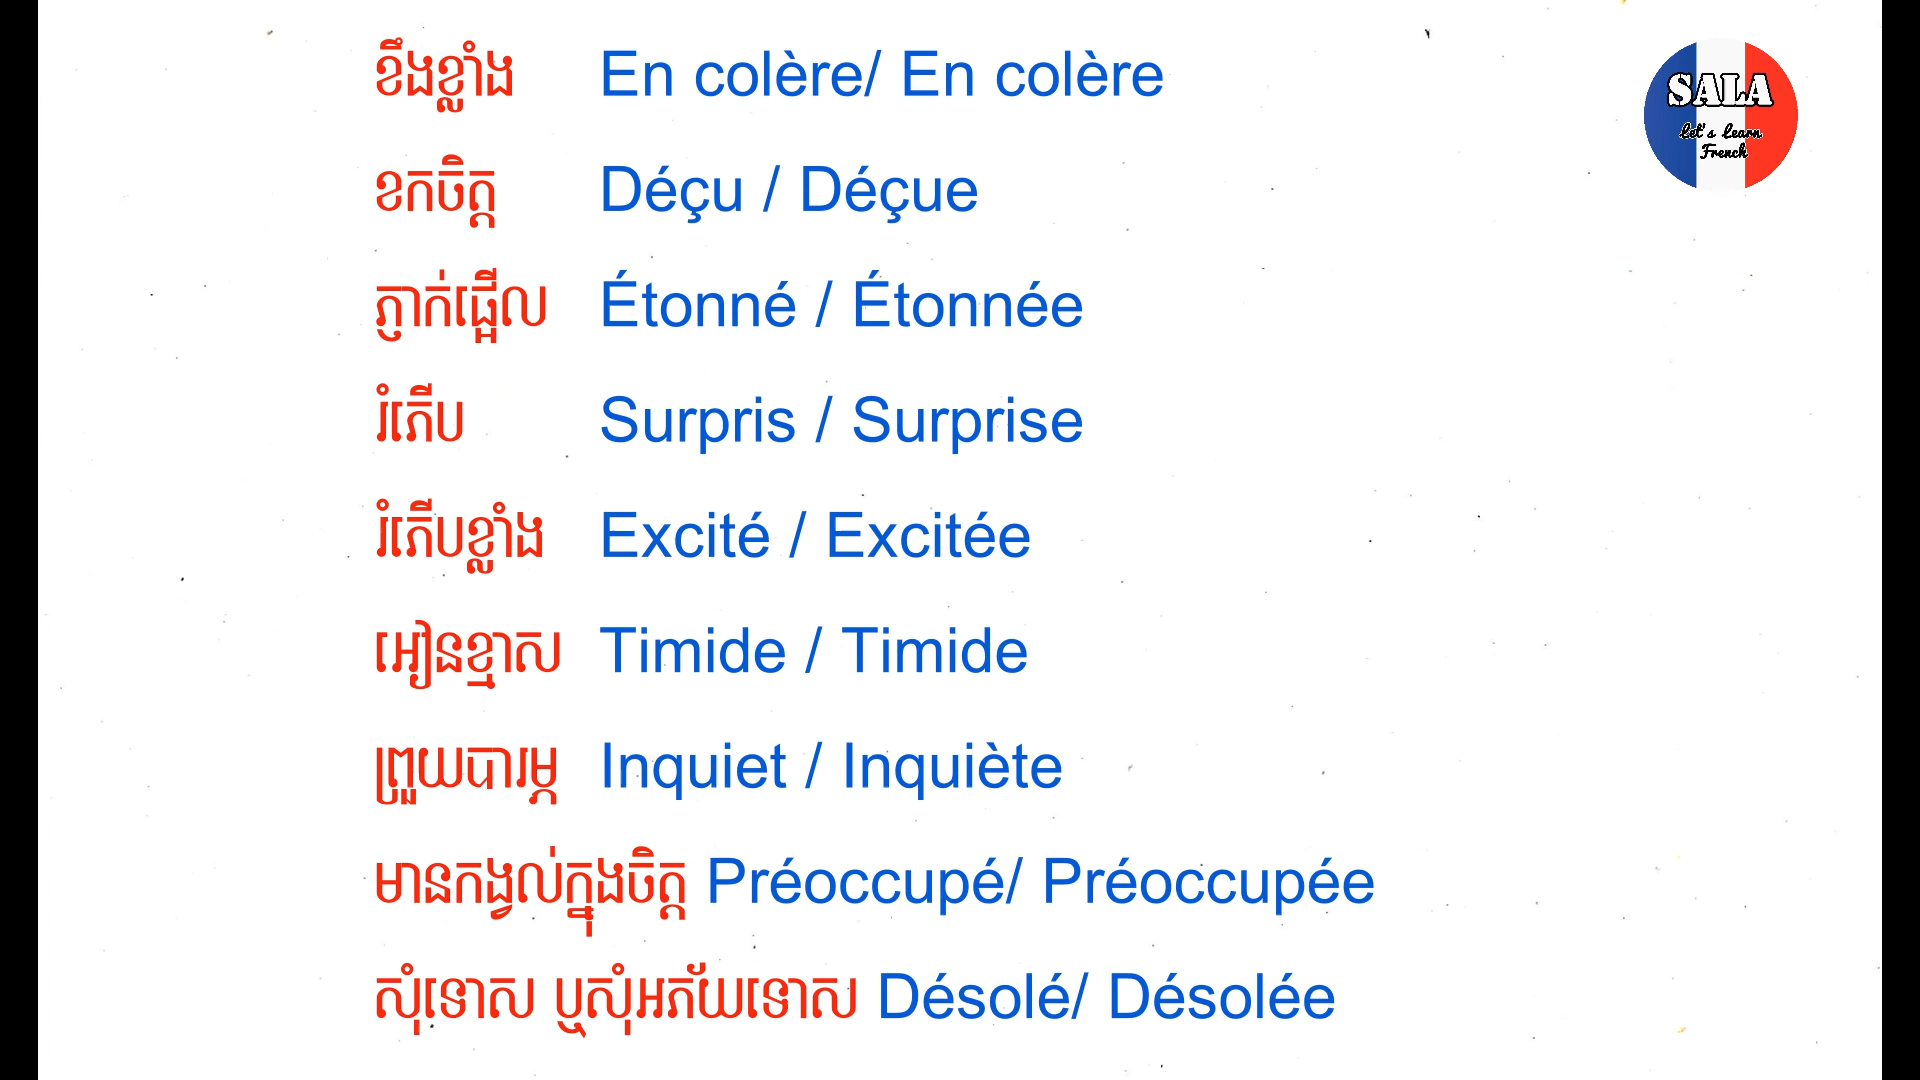 ខឹងខ្លាំង En colère/ En colère
ខកចិត្ត Déçu / Déçue
ភ្ញាក់ផ្អើល Étonné / Étonnée
រំភើប Surpris / Surprise
រំភើបខ្លាំង Excité / Excitée
អៀនខ្មាស Timide / Timide
ព្រួយបារម្ភ Inquiet / Inquiète
មានកង្វល់ក្នុងចិត្ត Préoccupé/ Préoccupée
សុំទោស ឬសុំអភ័យទោស Désolé/ Désolée
SALA
Let's Learn
French